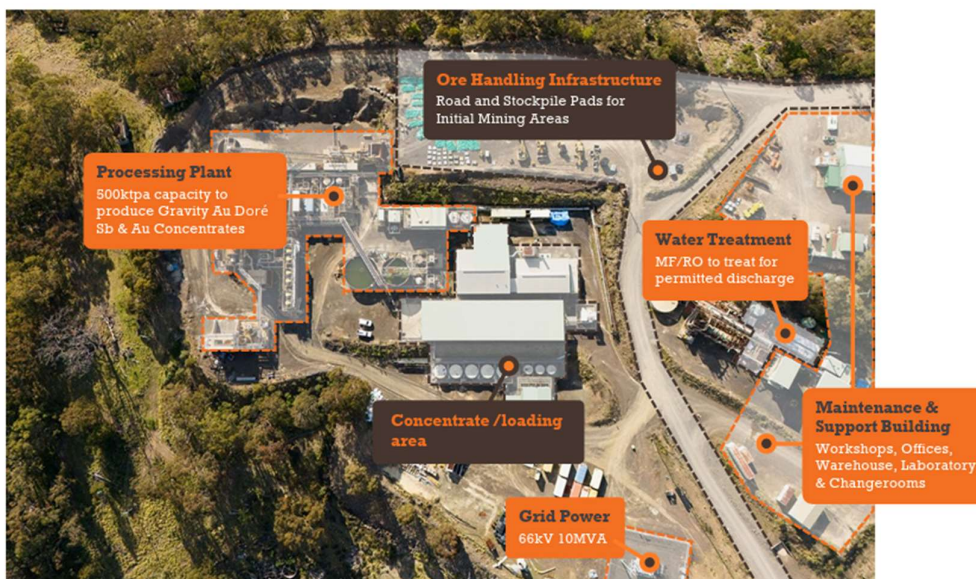 Ore Handling Infrastructure
Road and Stockpile Pads for
Initial Mining Areas
Processing Plant
500ktpa capacity to
produce Gravity Au Doré
Sb & Au Concentrates
Water Treatment
MF/RO to treat for
permitted discharge
Concentrate /loading
area
Maintenance &
Support Building
Workshops, Offices,
Warehouse, Laboratory
& Changerooms
Grid Power
66kV 10MVA